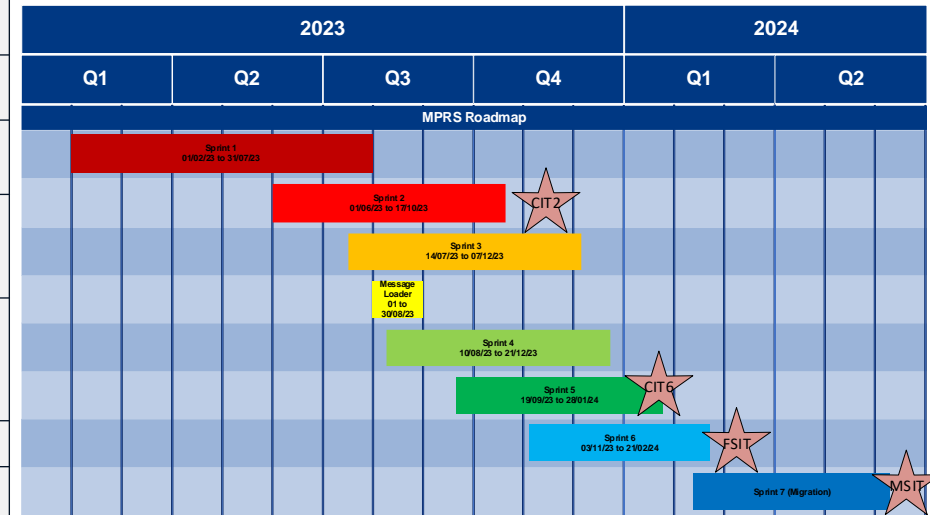 2023
2024
Q1
Q2
Q3
Q4
Q1
Q2
MPRS Roadmap
Sprint 1
01/02/23 to 31/07/23
Sprint 2
01/06/23 to 17/10/23
CIT2
Sprint 3
14/07/23 to 07/12/23
Message
Loader
01 to
30/08/23
Sprint 4
10/08/23 to 21/12/23
Sprint 5
19/09/23 to 28/01/24
CIT6
Sprint 6
03/11/23 to 21/02/24
FSIT
Sprint 7 (Migration)
MSIT